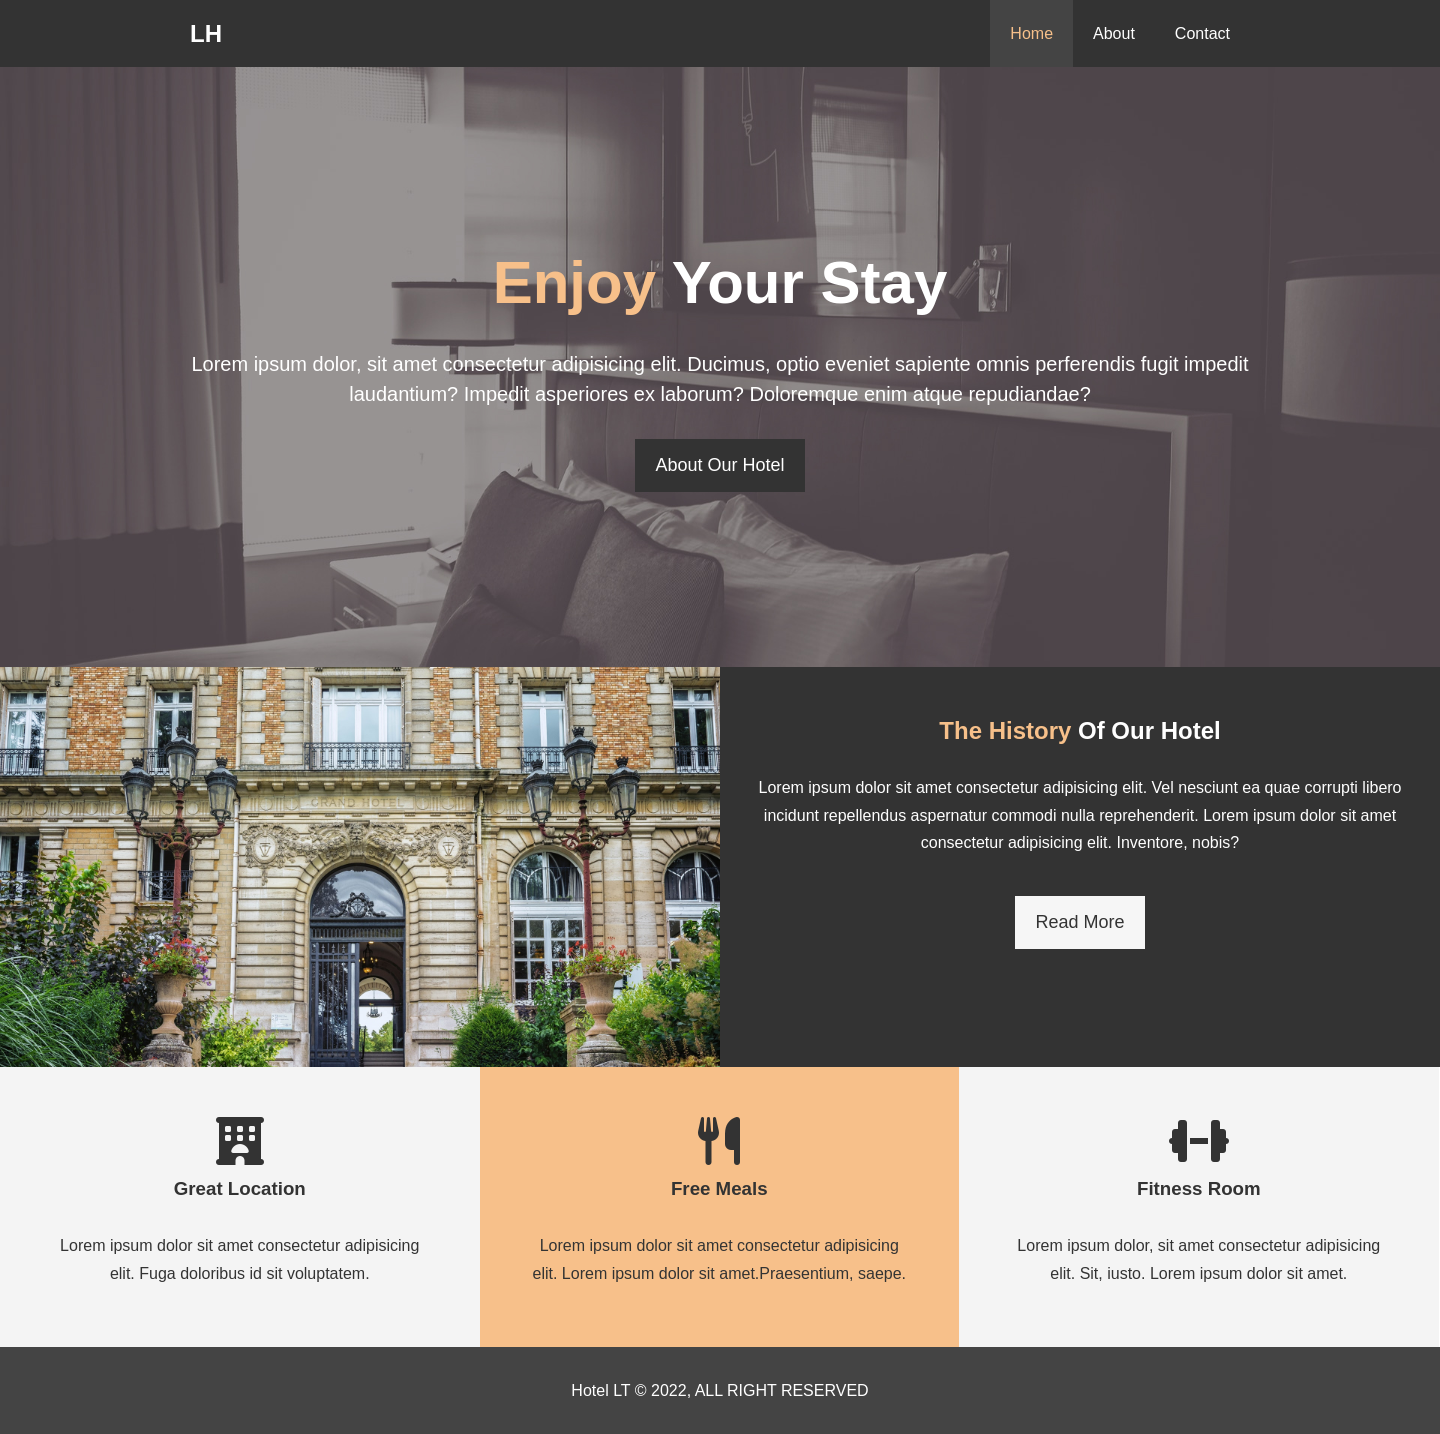 LH
Home
About
Contact
Enjoy Your Stay
Lorem ipsum dolor, sit amet consectetur adipisicing elit. Ducimus, optio eveniet sapiente omnis perferendis fugit impedit
laudantium? Impedit asperiores ex laborum? Doloremque enim atque repudiandae?
About Our Hotel
GRAND HOTEL
The History Of Our Hotel
Lorem ipsum dolor sit amet consectetur adipisicing elit. Vel nesciunt ea quae corrupti libero
incidunt repellendus aspernatur commodi nulla reprehenderit. Lorem ipsum dolor sit amet
consectetur adipisicing elit. Inventore, nobis?
Read More
Great Location
Lorem ipsum dolor sit amet consectetur adipisicing
elit. Fuga doloribus id sit voluptatem.
Free Meals
Lorem ipsum dolor sit amet consectetur adipisicing
elit. Lorem ipsum dolor sit amet.Praesentium, saepe.
Fitness Room
Lorem ipsum dolor, sit amet consectetur adipisicing
elit. Sit, iusto. Lorem ipsum dolor sit amet.
Hotel LT © 2022, ALL RIGHT RESERVED